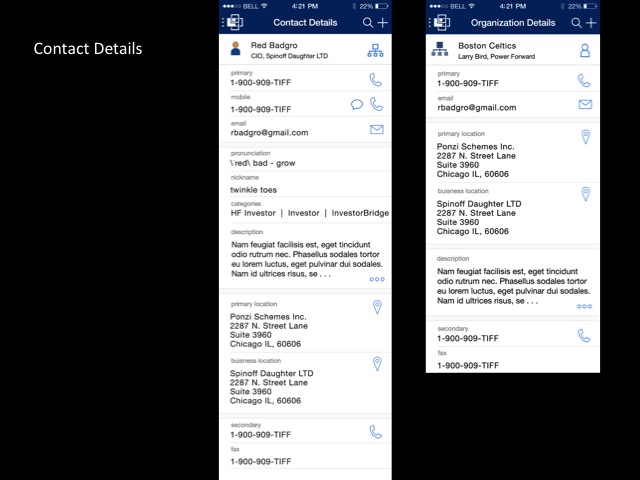 Contact Details
BELL
4:21 PM
22%
Contact Details
Red Badgro
CIO, Spinoff Daughter LTD
primary
1-900-909-TIFF
mobile
1-900-909-TIFF
email
rbadgro@gmail.com
pronunciation
\ˈred\ bad - grow
nickname
twinkle toes
categories
HF Investor | Investor | InvestorBridge
description
Nam feugiat facilisis est, eget tincidunt
odio rutrum nec. Phasellus sodales tortor
eu lorem luctus, eget pulvinar dui sodales.
Nam id ultrices risus, se . . .
primary location
Ponzi Schemes Inc.
2287 N. Street Lane
Suite 3960
Chicago IL, 60606
buisness location
Spinoff Daughter LTD
2287 N. Street Lane
Suite 3960
Chicago IL, 60606
secondary
1-900-909-TIFF
fax
1-900-909-TIFF
BELL
4:21 PM
22%
Organization Details
Boston Celtics
Larry Bird, Power Forward
primary
1-900-909-TIFF
email
rbadgro@gmail.com
primary location
Ponzi Schemes Inc.
2287 N. Street Lane
Suite 3960
Chicago IL, 60606
buisness location
Spinoff Daughter LTD
2287 N. Street Lane
Suite 3960
Chicago IL, 60606
description
Nam feugiat facilisis est, eget tincidunt
odio rutrum nec. Phasellus sodales tortor
eu lorem luctus, eget pulvinar dui sodales.
Nam id ultrices risus, se . . .
secondary
1-900-909-TIFF
fax
1-900-909-TIFF